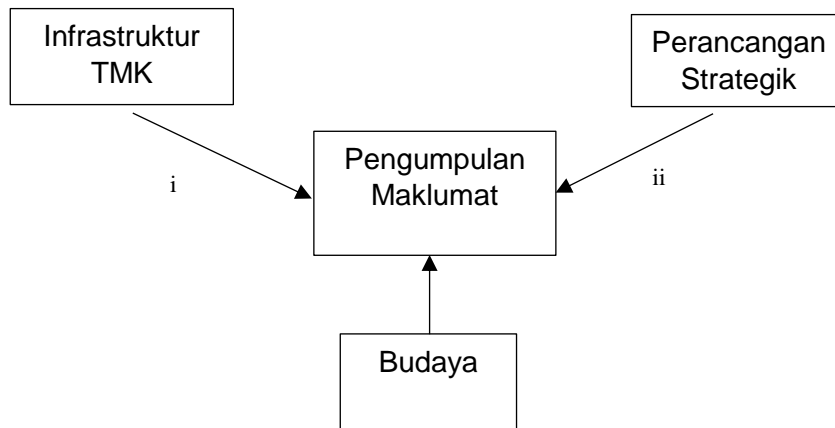 Infrastruktur
TMK
Perancangan
Strategik
Pengumpulan
Maklumat
i
ii
Budaya